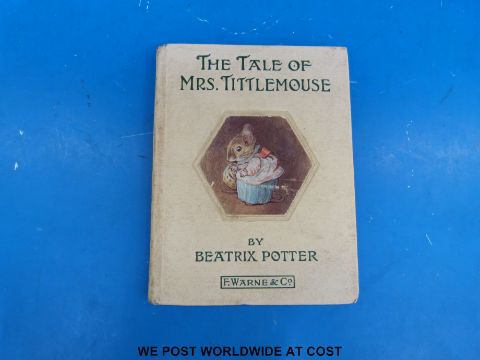 THE TALE OF
MRS. TITTLEMOUSE
BY
BEATRIX POTTER
F. WARNE & Co
WE POST WORLDWIDE AT COST